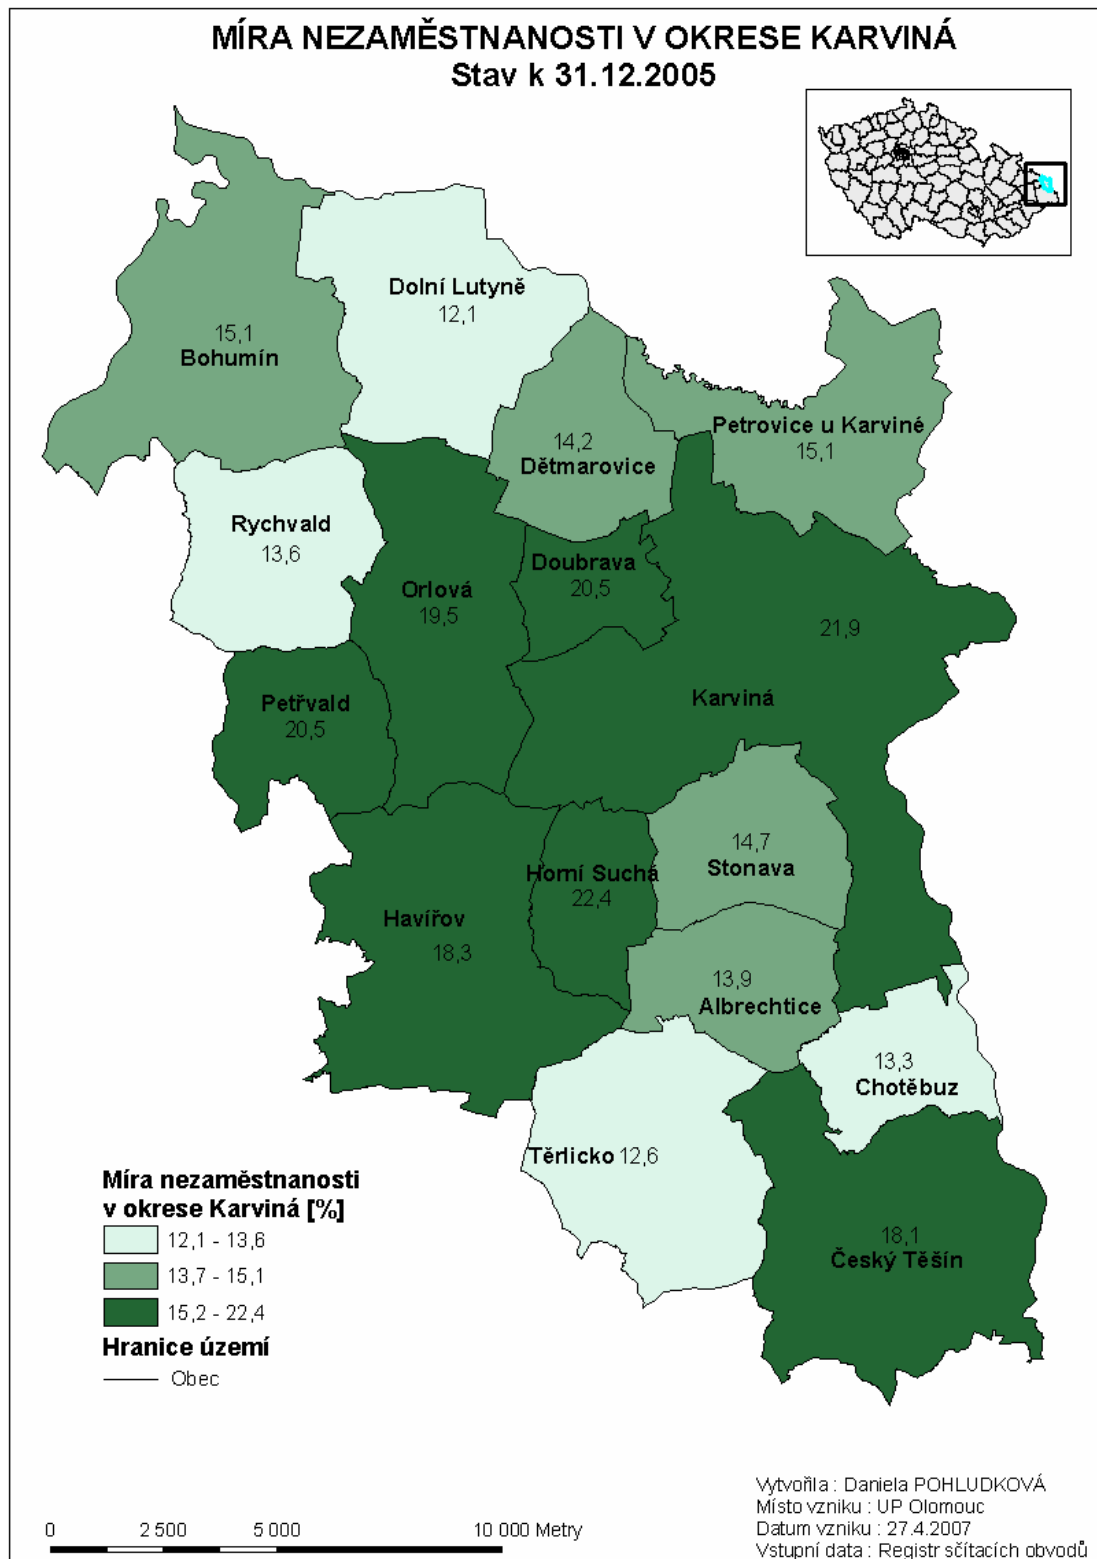 MÍRA NEZAMĚSTNANOSTI V OKRESE KARVINÁ
Stav k 31.12.2005
Dolní Lutyně
12,1
15,1
Bohumín
Petrovice u Karviné
15,1
14,2
Dětmarovice
Rychvald
13,6
Doubrava
20,5
Orlová
19,5
21,9
Karviná
Petřvald
20,5
14,7
Stonava
Horní Suchá
22,4
Havířov
18,3
13,9
Albrechtice
13,3
Chotěbuz
Těrlicko 12,6
18,1
Český Těšín
Míra nezaměstnanosti
v okrese Karviná [%]
12,1 - 13,6
13,7 - 15,1
15,2 - 22,4
Hranice území
Obec
Vytvořila : Daniela POHLUDKOVÁ
Místo vzniku : UP Olomouc
Datum vzniku : 27.4.2007
Vstupní data : Registr sčítacích obvodů
0 2 500 5 000 10 000 Metry